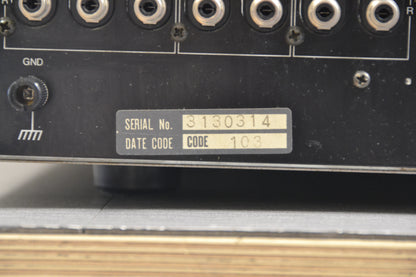 R
GND
R
SERIAL No. 3130314
DATE CODE CODE 103